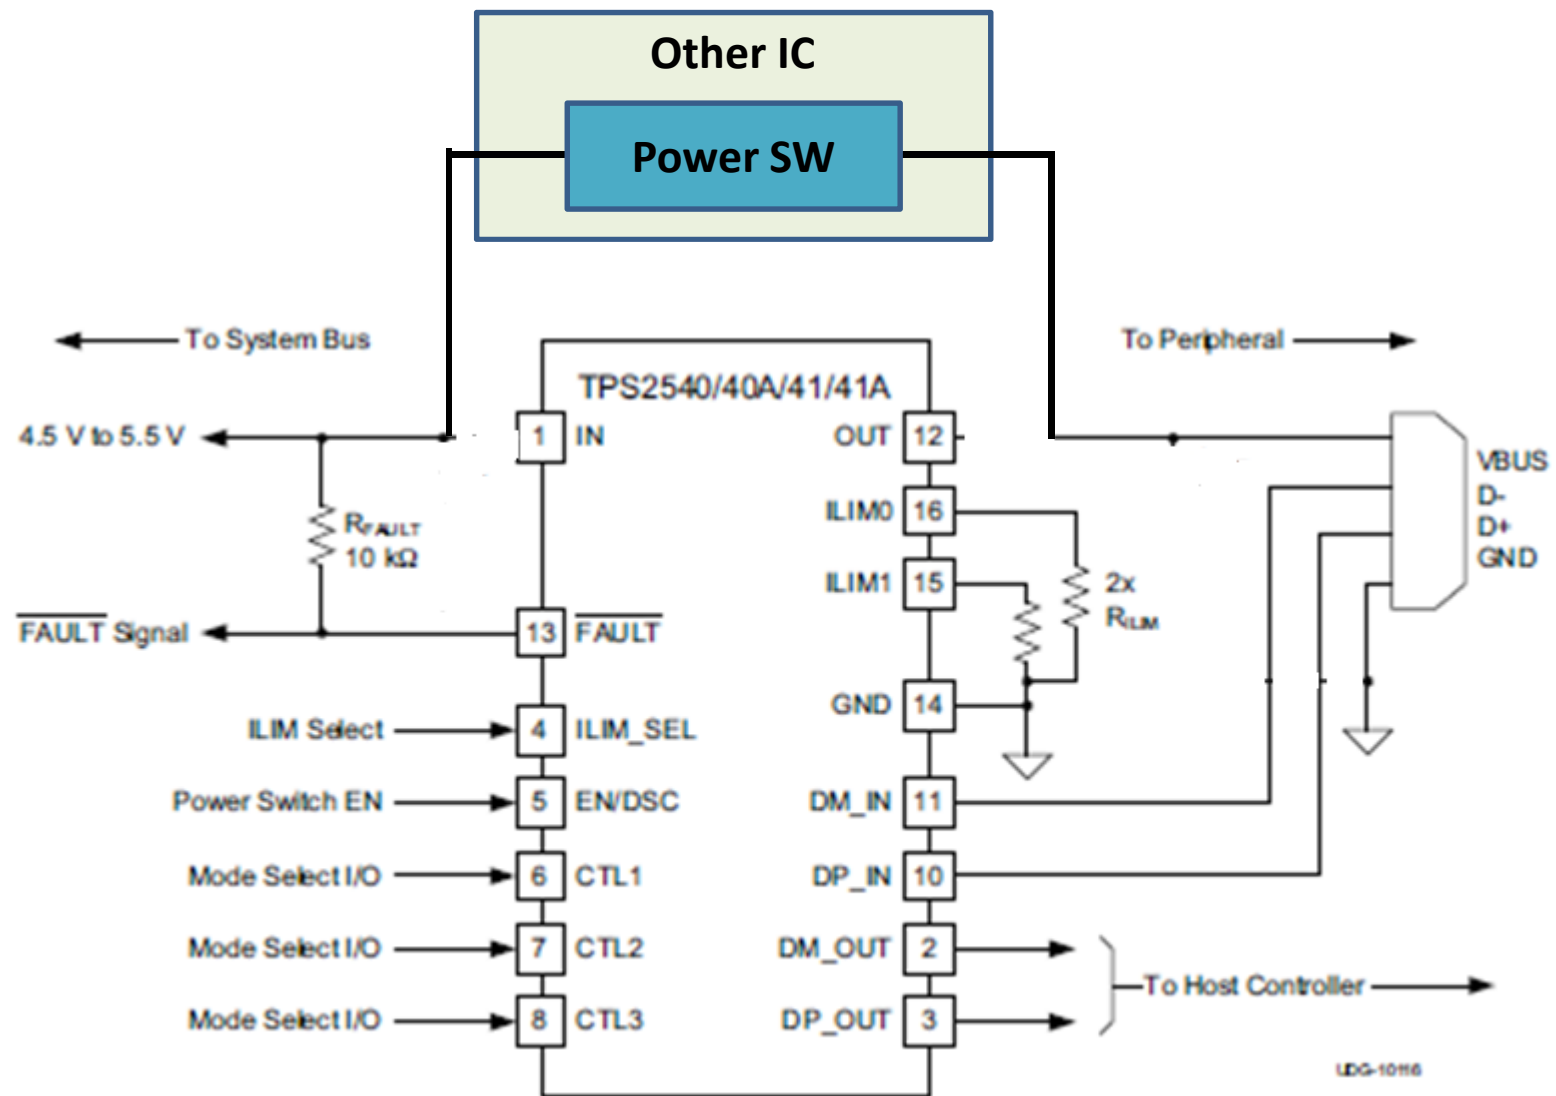 Other IC
Power SW
To System Bus
To Peripheral
TPS2540/40A/41/41A
4.5 V to 5.5 V
1 IN
OUT 12
VBUS
D-
D+
GND
ILIM0 16
RFAULT
10 kΩ
ILIM1 15
2x
RILIM
FAULT Signal
13 FAULT
GND 14
ILIM Select
4 ILIM_SEL
Power Switch EN
5 EN/DSC
DM_IN 11
Mode Select I/O
6 CTL1
DP_IN 10
Mode Select I/O
7 CTL2
DM_OUT 2
To Host Controller
Mode Select I/O
8 CTL3
DP_OUT 3
UDG-10116